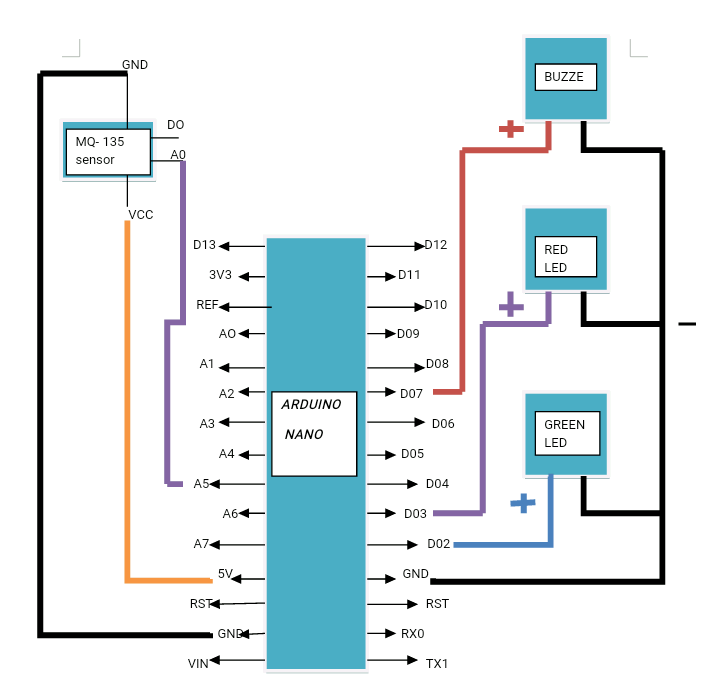 GND
DO
MQ- 135
sensor
A0
VCC
BUZZE
RED
LED
GREEN
LED
D13
3V3
REF
AO
A1
A2
A3
A4
A5
A6
A7
5V
RST
GND
VIN
ARDUINO
NANO
D12
D11
D10
D09
D08
D07
D06
D05
D04
D03
D02
GND
RST
RX0
TX1